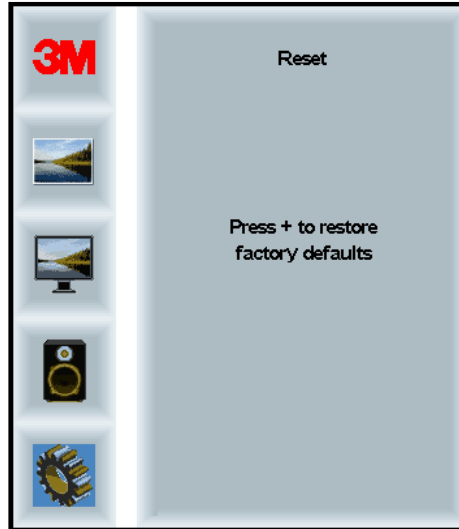 3M
Reset
Press + to restore
factory defaults